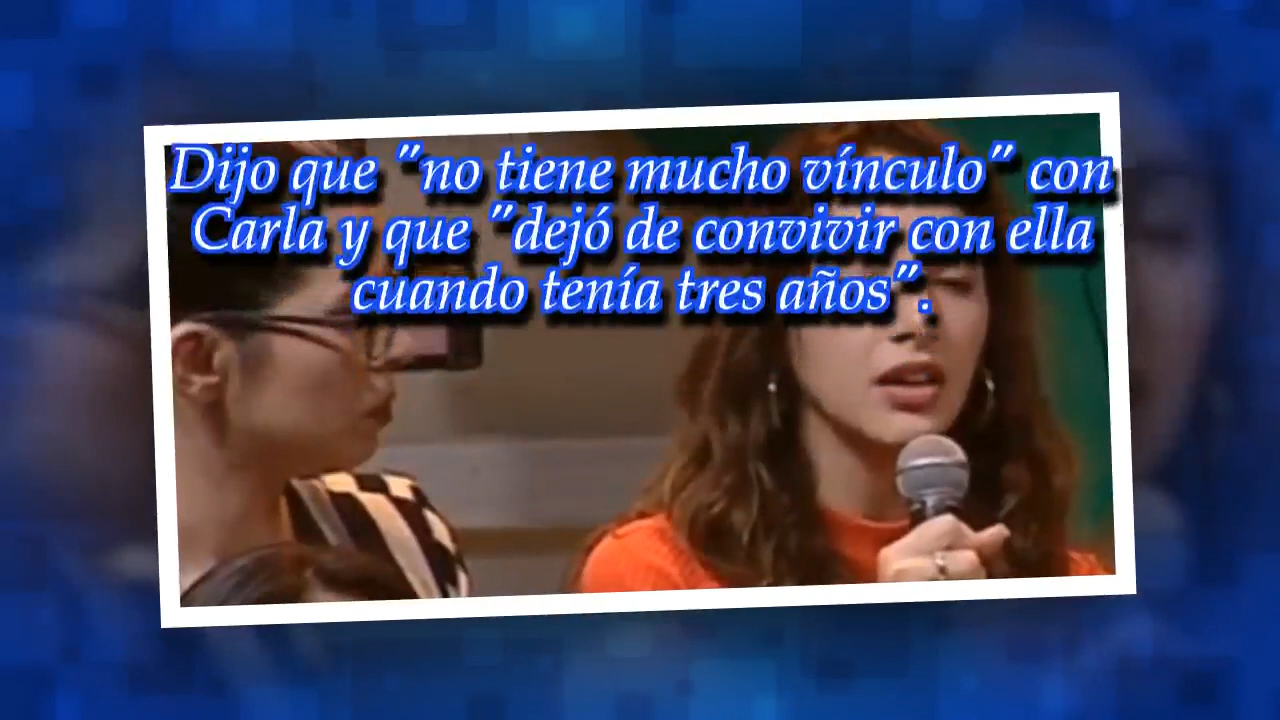 Dijo que "no tiene mucho vínculo" con
Carla y que "dejó de convivir con ella
cuando tenía tres años".